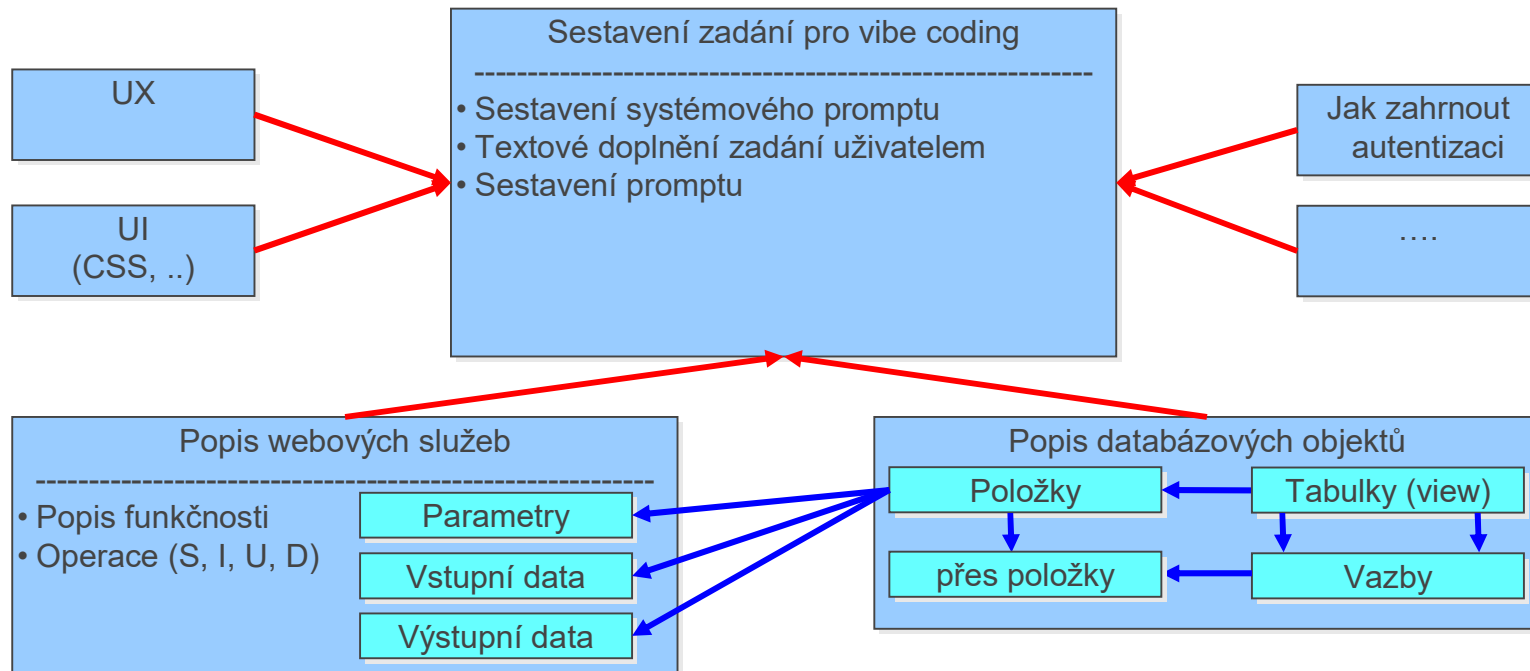 Sestavení zadání pro vibe coding
-----------------------------------------------------------
• Sestavení systémového promptu
• Textové doplnění zadání uživatelem
• Sestavení promptu
UX
UI
(CSS, ..)
Jak zahrnout
autentizaci
....
Popis webových služeb
-----------------------------------------------------------
• Popis funkčnosti
• Operace (S, I, U, D)
Parametry
Vstupní data
Výstupní data
Popis databázových objektů
Položky
Tabulky (view)
přes položky
Vazby